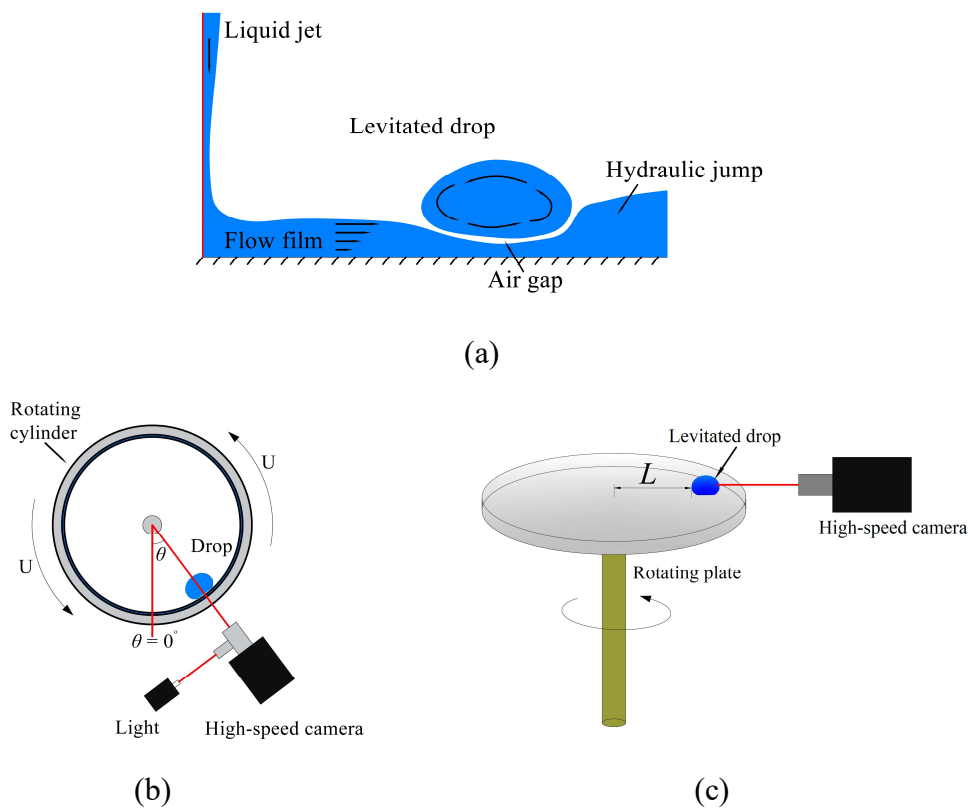 Liquid jet
Levitated drop
Hydraulic jump
Flow film
Air gap
(a)
Rotating
cylinder
U
U
θ
Drop
θ = 0°
Light
High-speed camera
(b)
Levitated drop
L
High-speed camera
Rotating plate
(c)